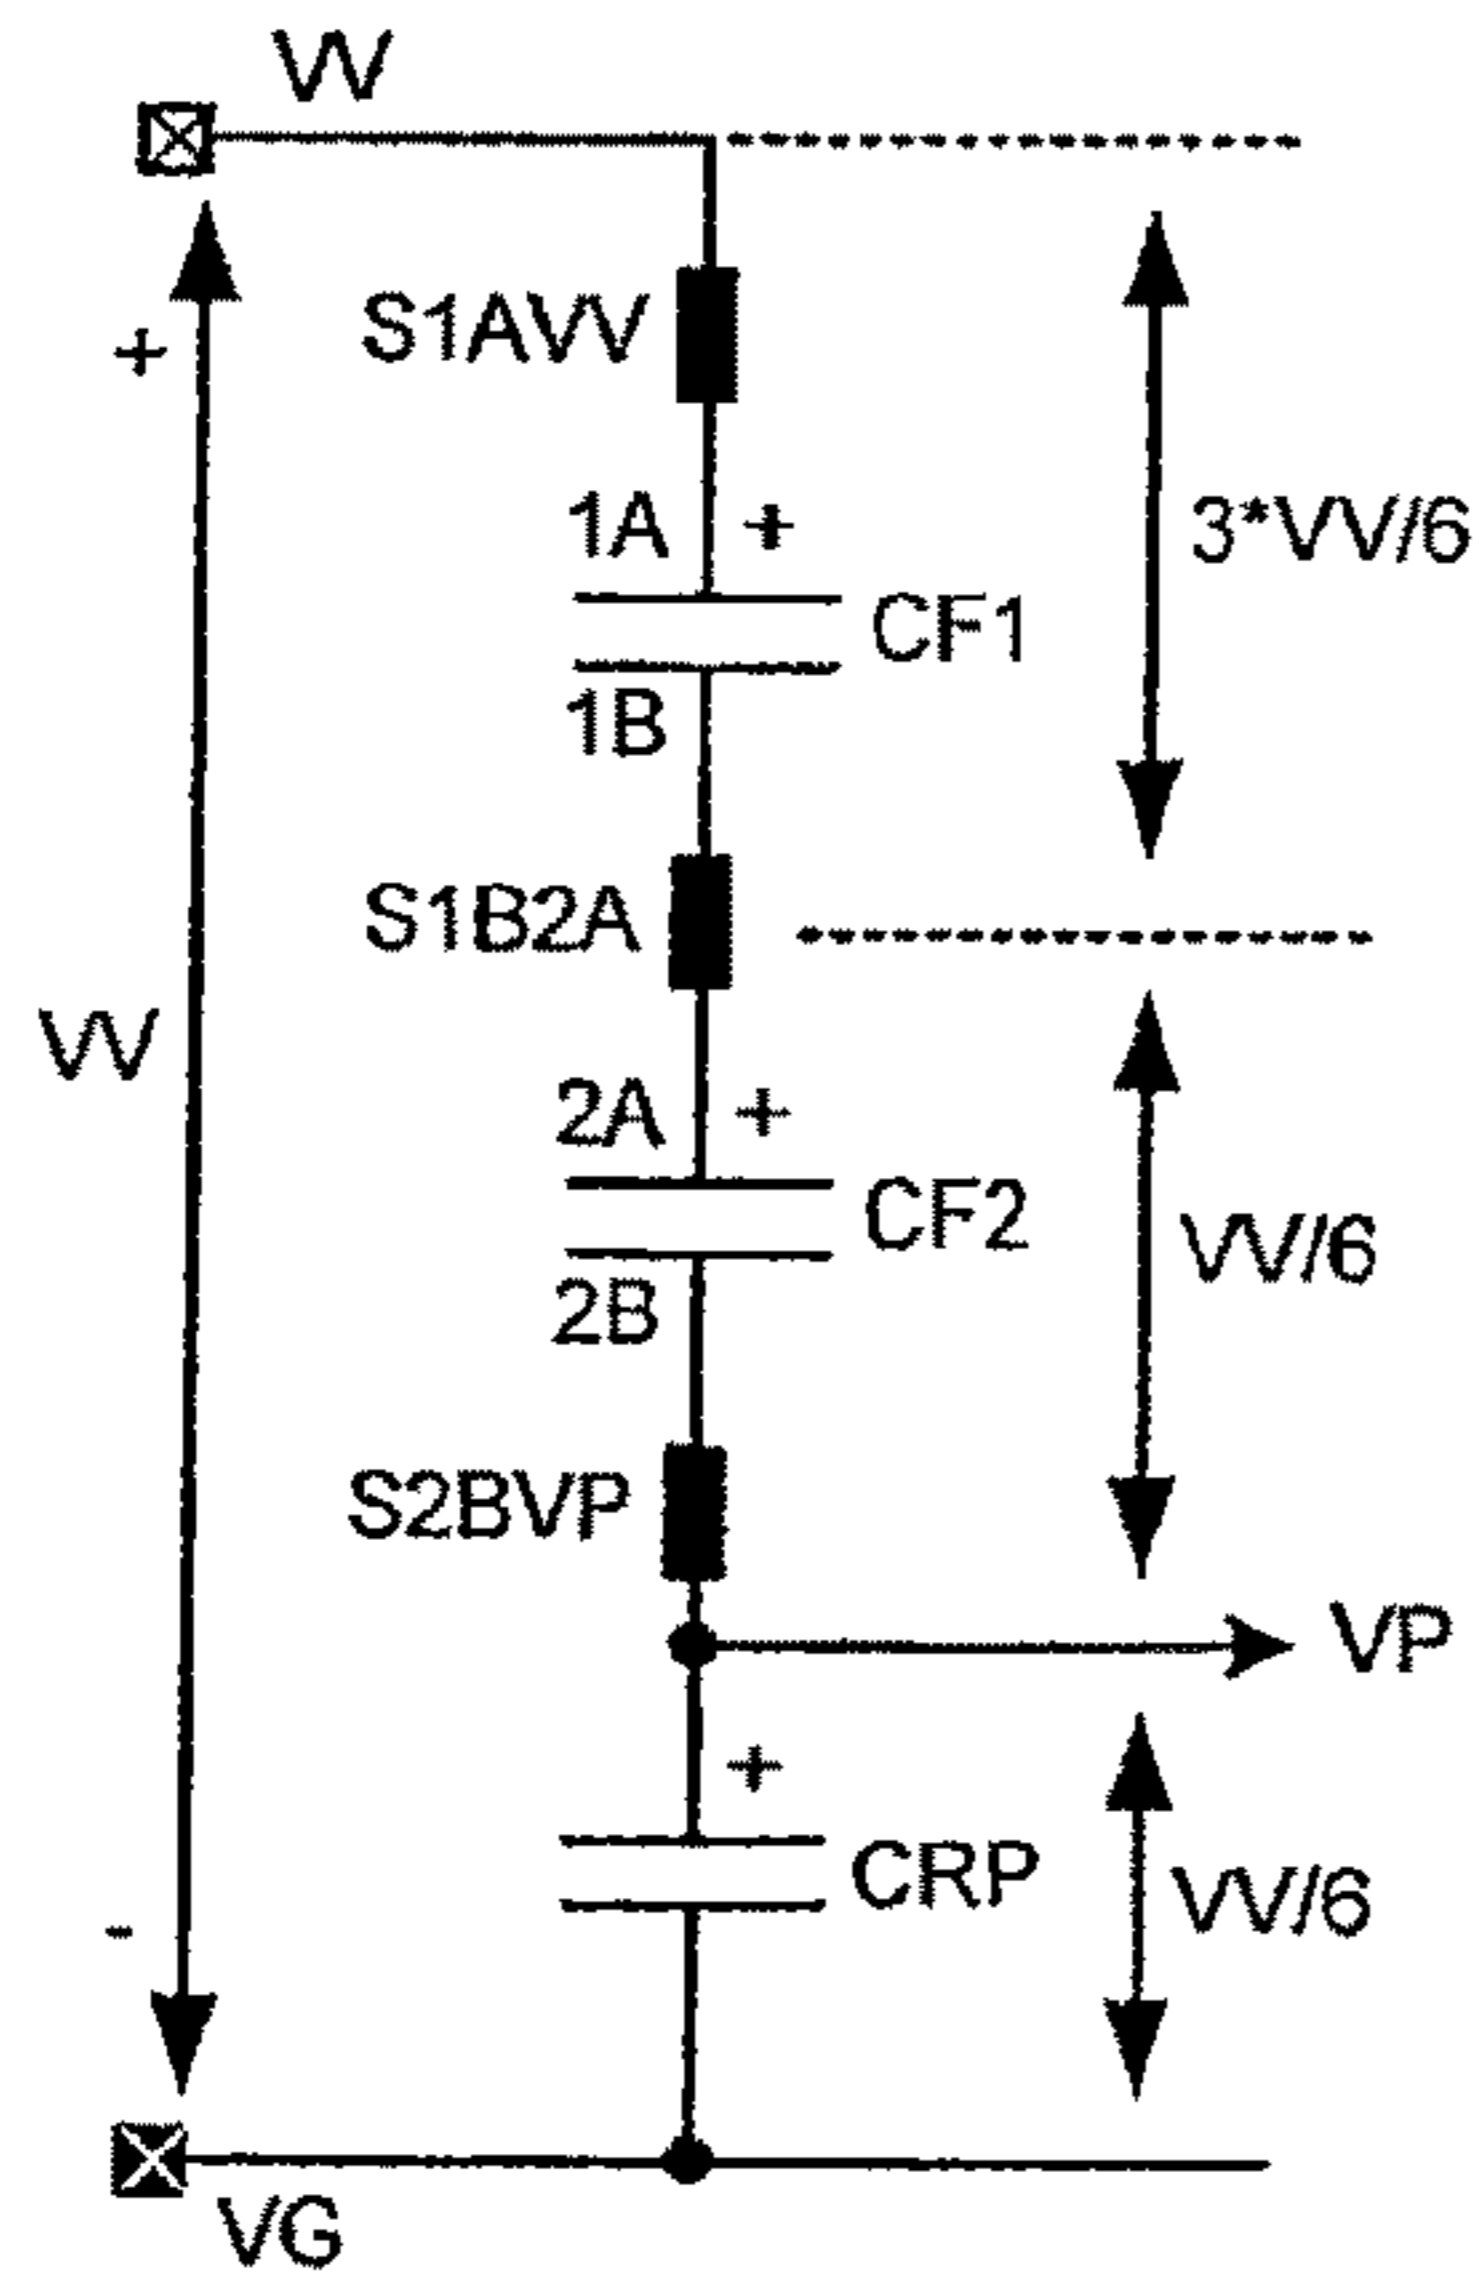 VV
S1AVV
+
1A +
3*VV/6
CF1
1B
S1B2A
VV
2A +
CF2
VV/6
2B
S2BVP
VP
+
CRP
VV/6
-
VG